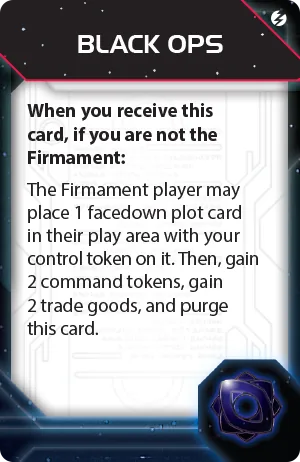 BLACK OPS
When you receive this
card, if you are not the
Firmament:
The Firmament player may
place 1 facedown plot card
in their play area with your
control token on it. Then, gain
2 command tokens, gain
2 trade goods, and purge
this card.